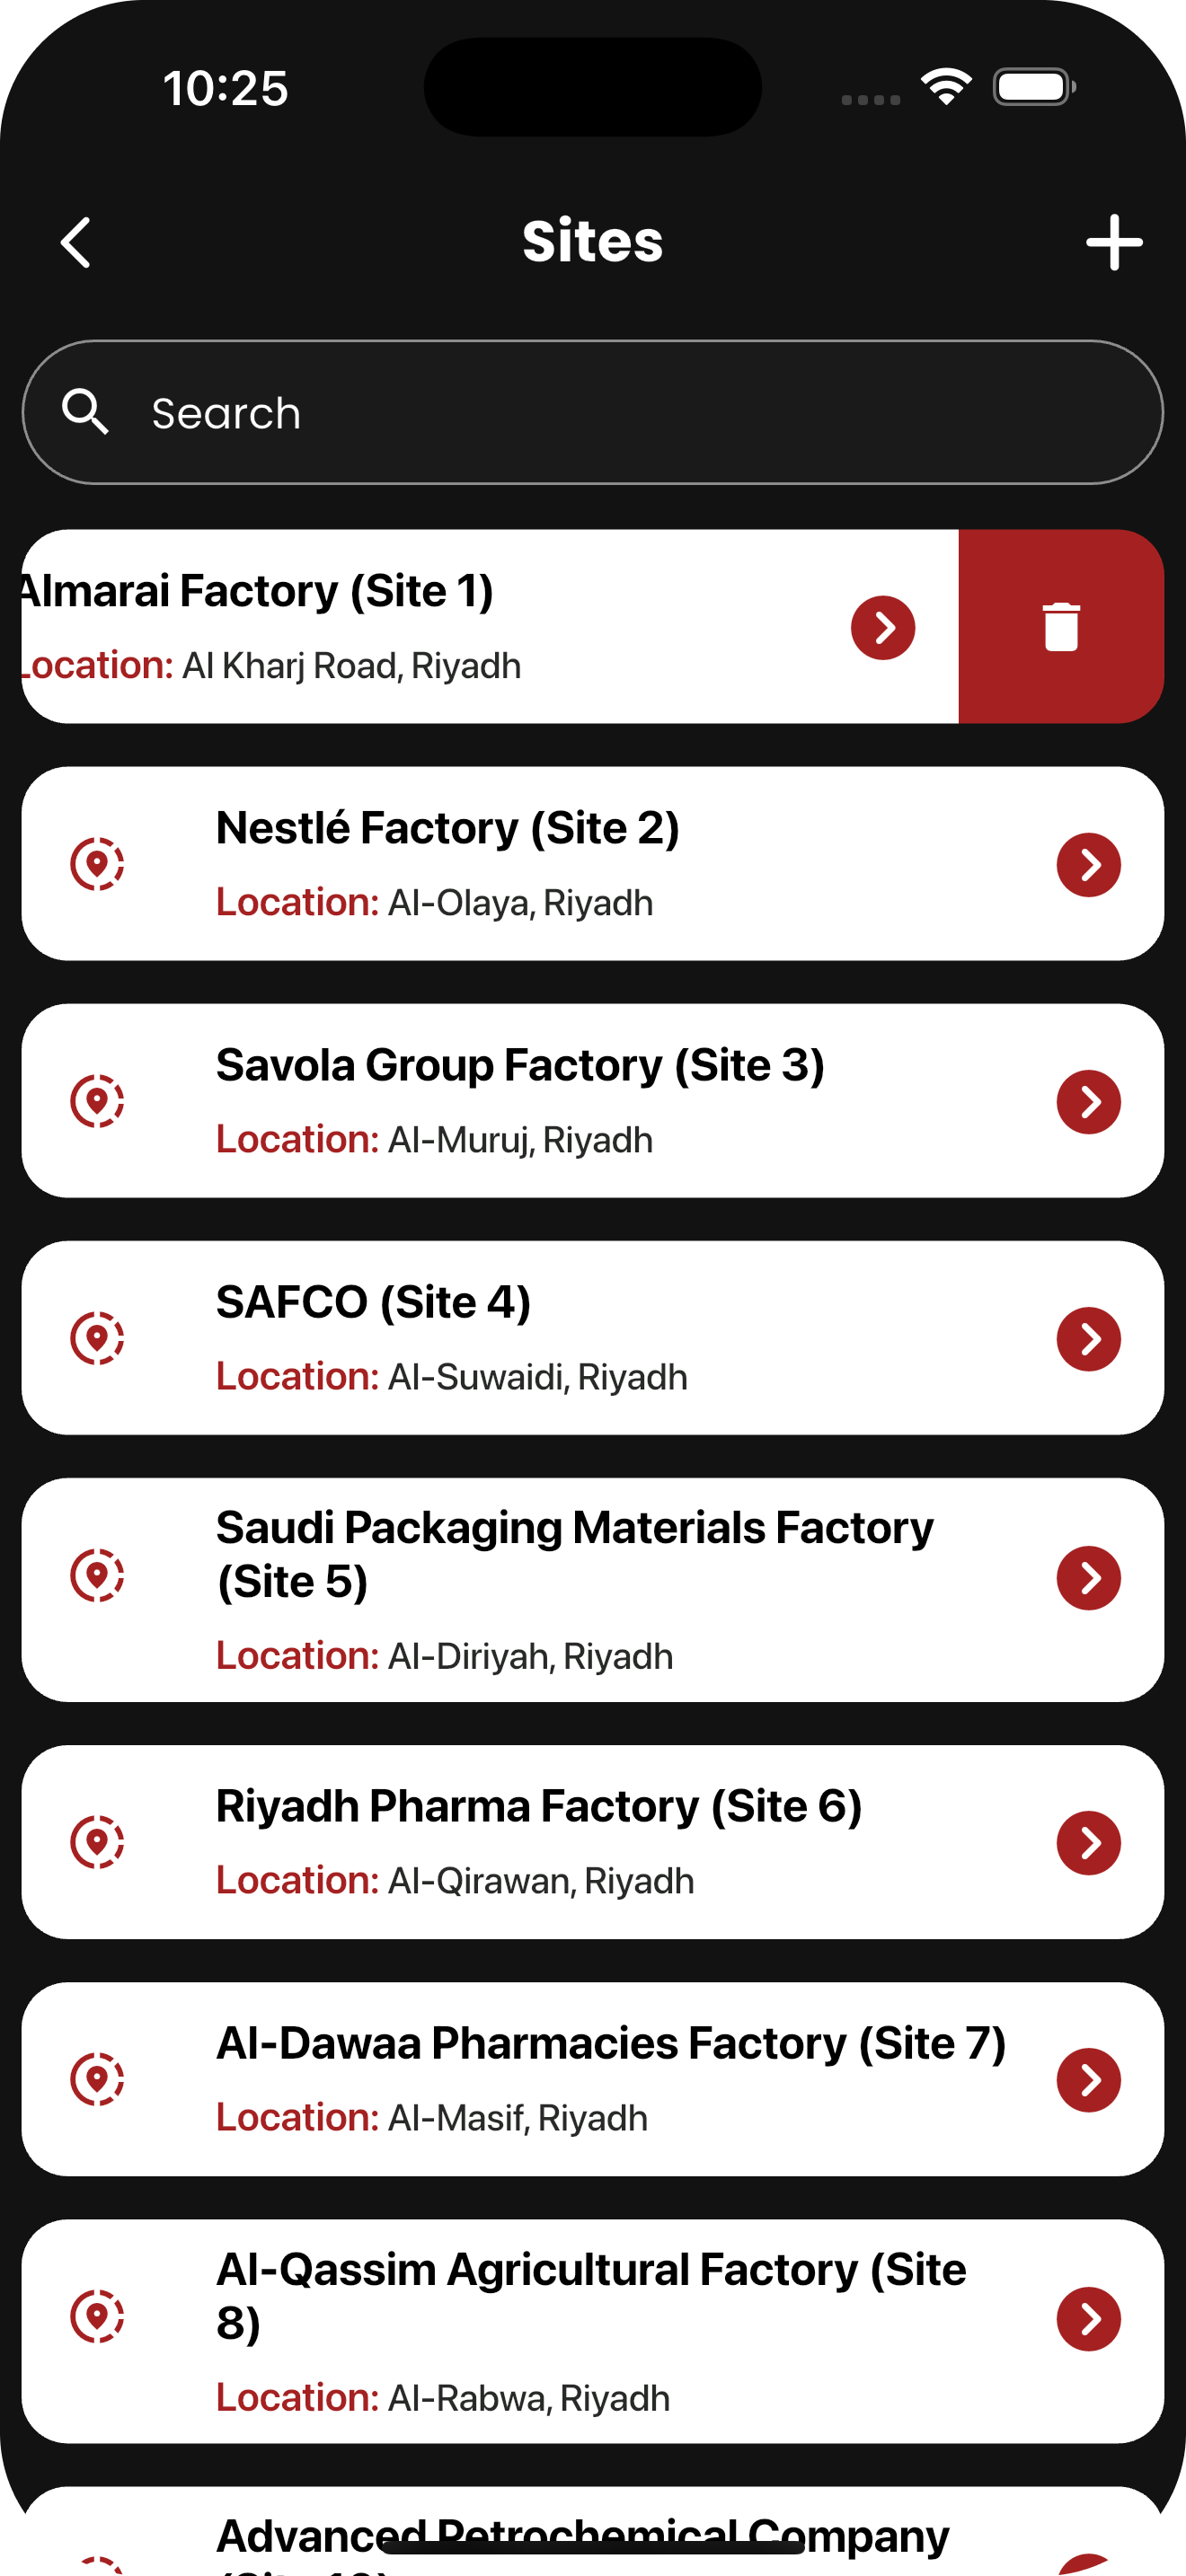 10:25
Sites
Search
Almarai Factory (Site 1)
Location: Al Kharj Road, Riyadh
Nestlé Factory (Site 2)
Location: Al-Olaya, Riyadh
Savola Group Factory (Site 3)
Location: Al-Muruj, Riyadh
SAFCO (Site 4)
Location: Al-Suwaidi, Riyadh
Saudi Packaging Materials Factory
(Site 5)
Location: Al-Diriyah, Riyadh
Riyadh Pharma Factory (Site 6)
Location: Al-Qirawan, Riyadh
Al-Dawaa Pharmacies Factory (Site 7)
Location: Al-Masif, Riyadh
Al-Qassim Agricultural Factory (Site
8)
Location: Al-Rabwa, Riyadh
Advanced Petrochemical Company